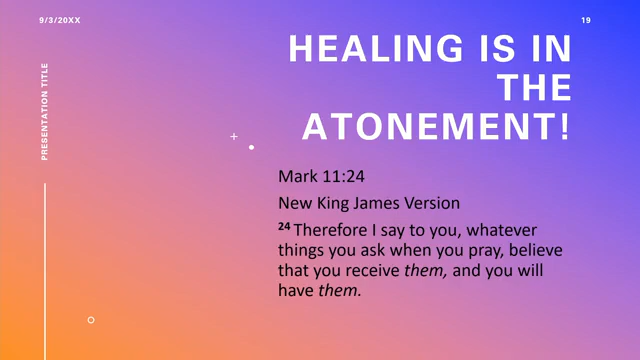 9/3/20XX
19
PRESENTATION TITLE
HEALING IS IN
THE
ATONEMENT!
Mark 11:24
New King James Version
24 Therefore I say to you, whatever
things you ask when you pray, believe
that you receive them, and you will
have them.